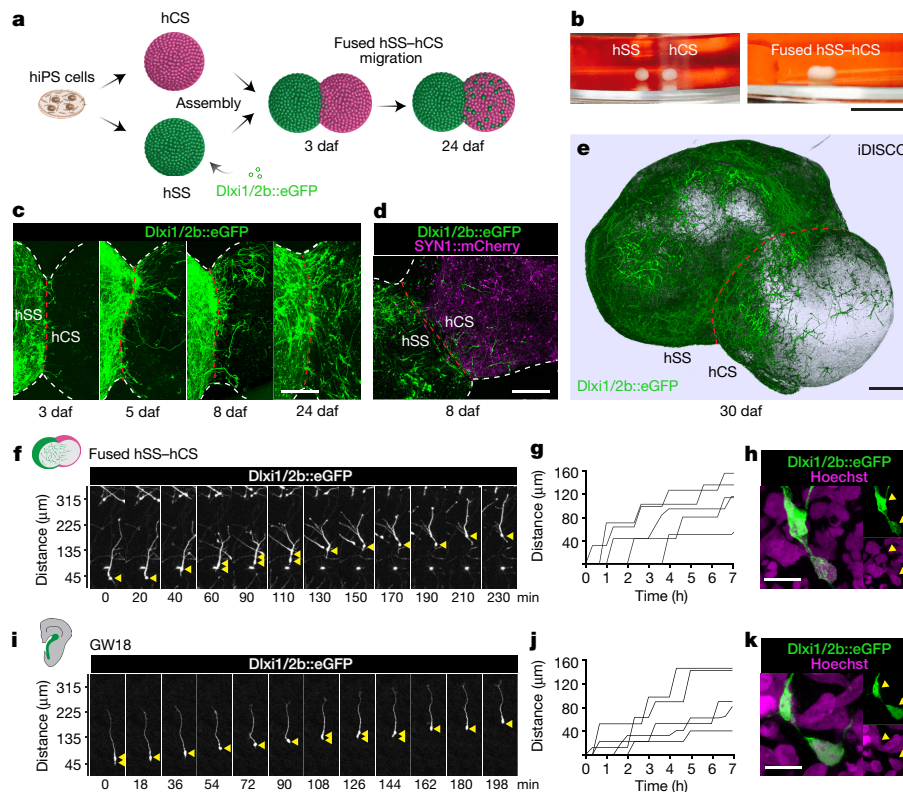 a
hCS
hiPS cells
Assembly
hSS
Dlxi1/2b::eGFP
Fused hSS–hCS
migration
3 daf
24 daf
b
hSS
hCS
Fused hSS–hCS
c
Dlxi1/2b::eGFP
hSS
hCS
3 daf
5 daf
8 daf
24 daf
d
Dlxi1/2b::eGFP
SYN1::mCherry
hCS
hSS
8 daf
e
iDISCO
hSS
hCS
Dlxi1/2b::eGFP
30 daf
f
Fused hSS–hCS
Dlxi1/2b::eGFP
Distance (μm)
315
225
135
45
0 20 40 60 90 110 130 150 170 190 210 230 min
g
Distance (μm)
160
120
80
40
0 1 2 3 4 5 6 7
Time (h)
h
Dlxi1/2b::eGFP
Hoechst
i
GW18
Dlxi1/2b::eGFP
Distance (μm)
315
225
135
45
0 18 36 54 72 90 108 126 144 162 180 198 min
j
Distance (μm)
160
120
80
40
0 1 2 3 4 5 6 7
Time (h)
k
Dlxi1/2b::eGFP
Hoechst